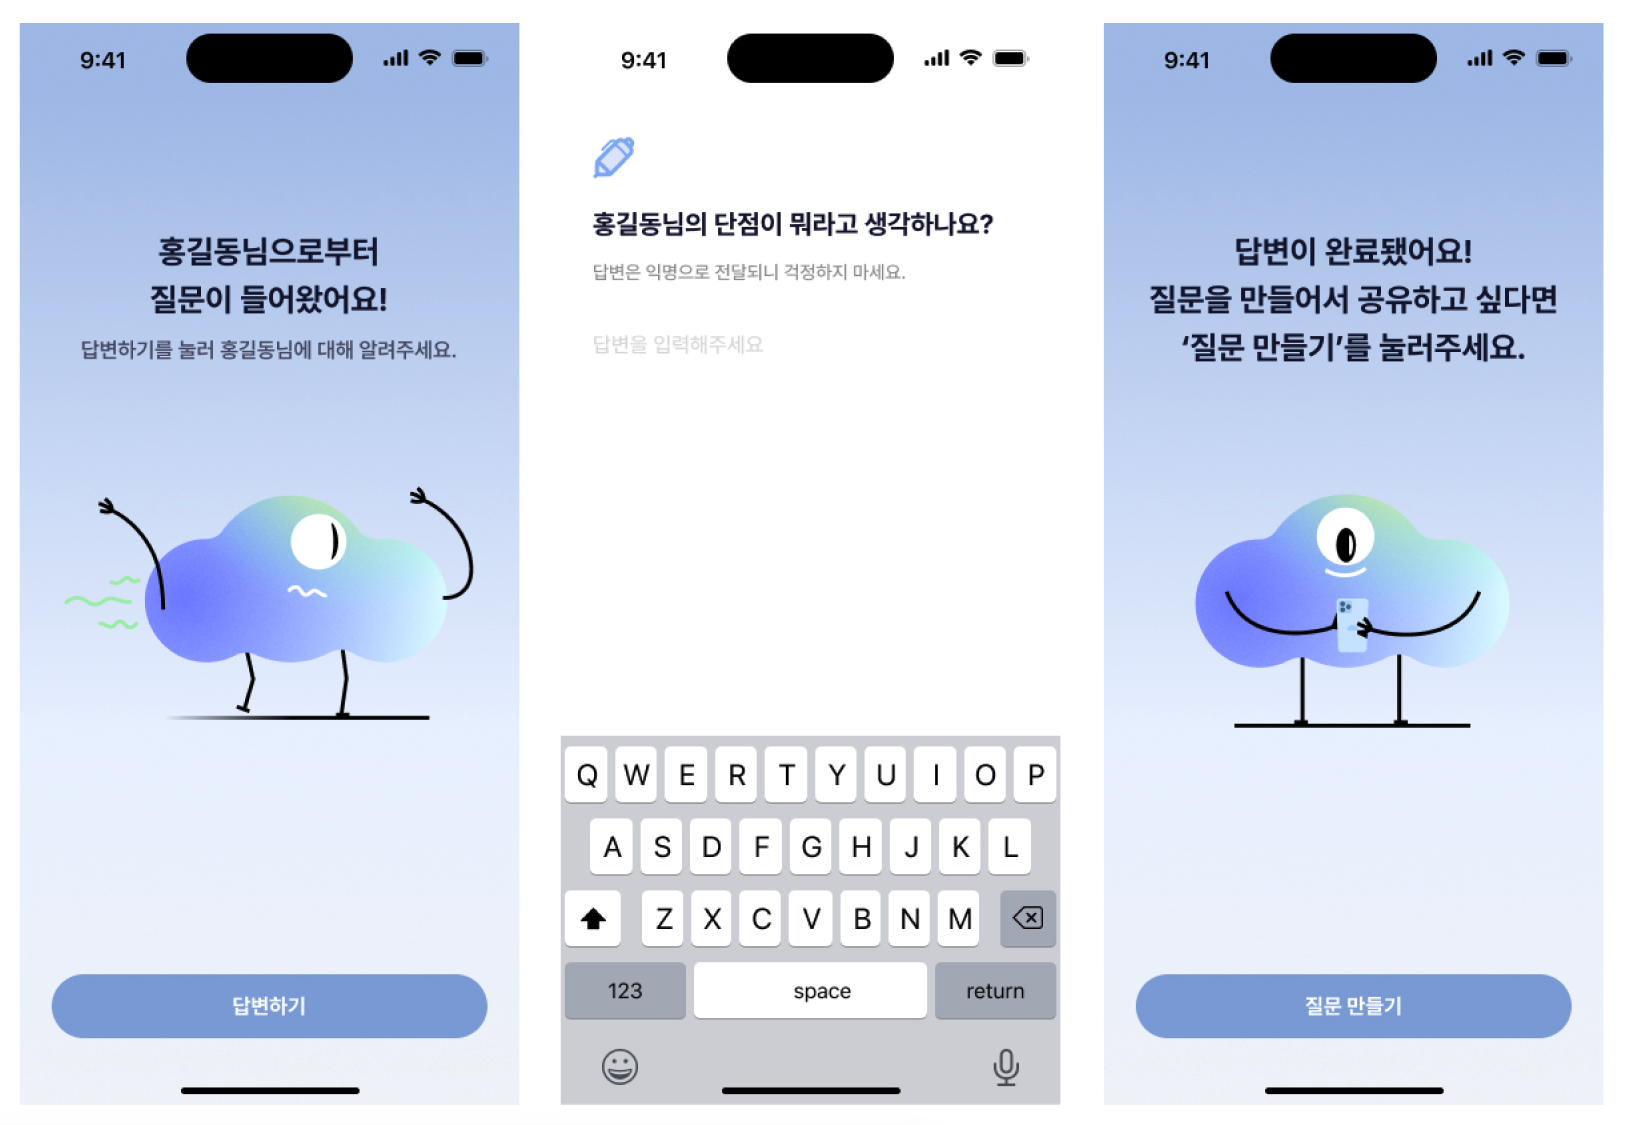 9:41
홍길동님으로부터
질문이 들어왔어요!
답변하기를 눌러 홍길동님에 대해 알려주세요.
답변하기
9:41
홍길동님의 단점이 뭐라고 생각하나요?
답변은 익명으로 전달되니 걱정하지 마세요.
답변을 입력해주세요
Q W E R T Y U I O P
A S D F G H J K L
Z X C V B N M
123 space return
9:41
답변이 완료됐어요!
질문을 만들어서 공유하고 싶다면
‘질문 만들기’를 눌러주세요.
질문 만들기